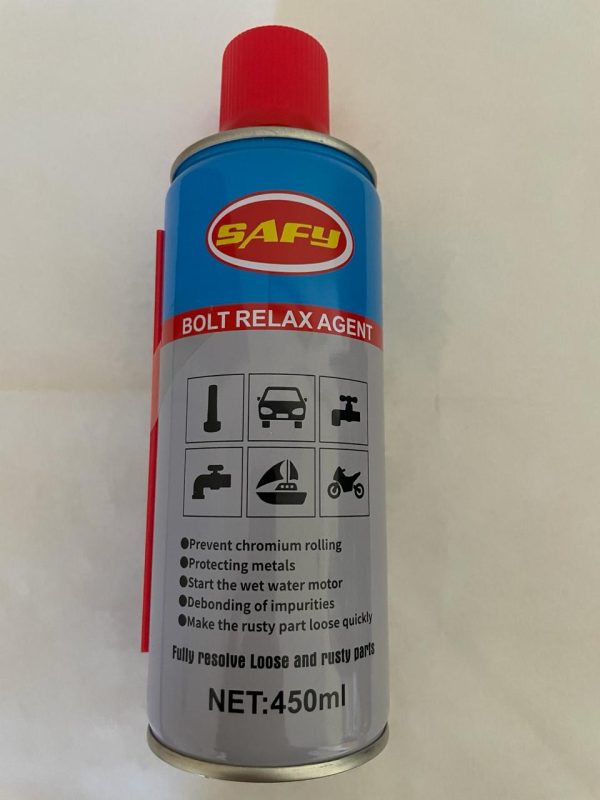 SAFY
BOLT RELAX AGENT
●Prevent chromium rolling
●Protecting metals
●Start the wet water motor
●Debonding of impurities
●Make the rusty part loose quickly
Fully resolve Loose and rusty parts
NET:450ml